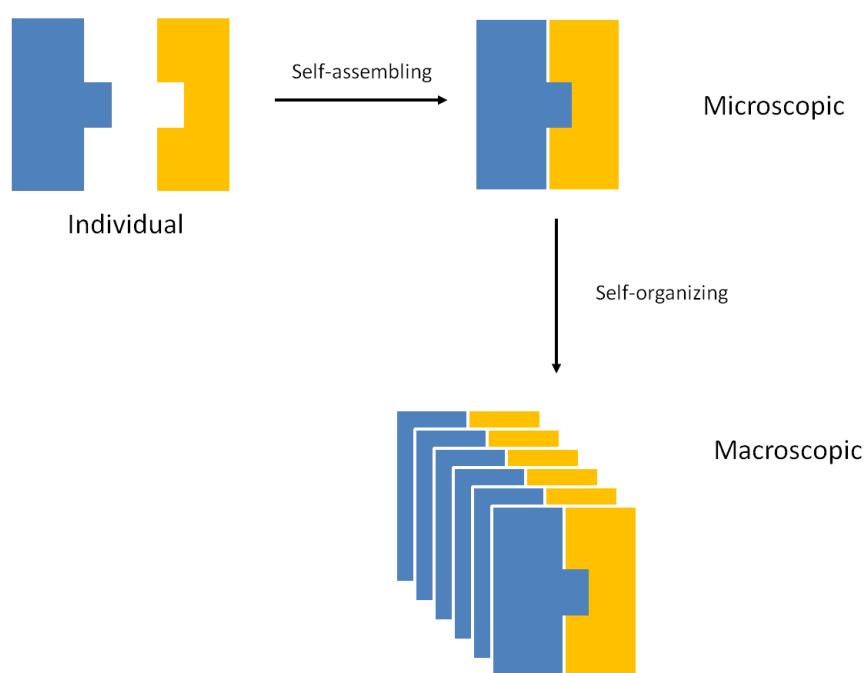 Self-assembling
Microscopic
Individual
Self-organizing
Macroscopic